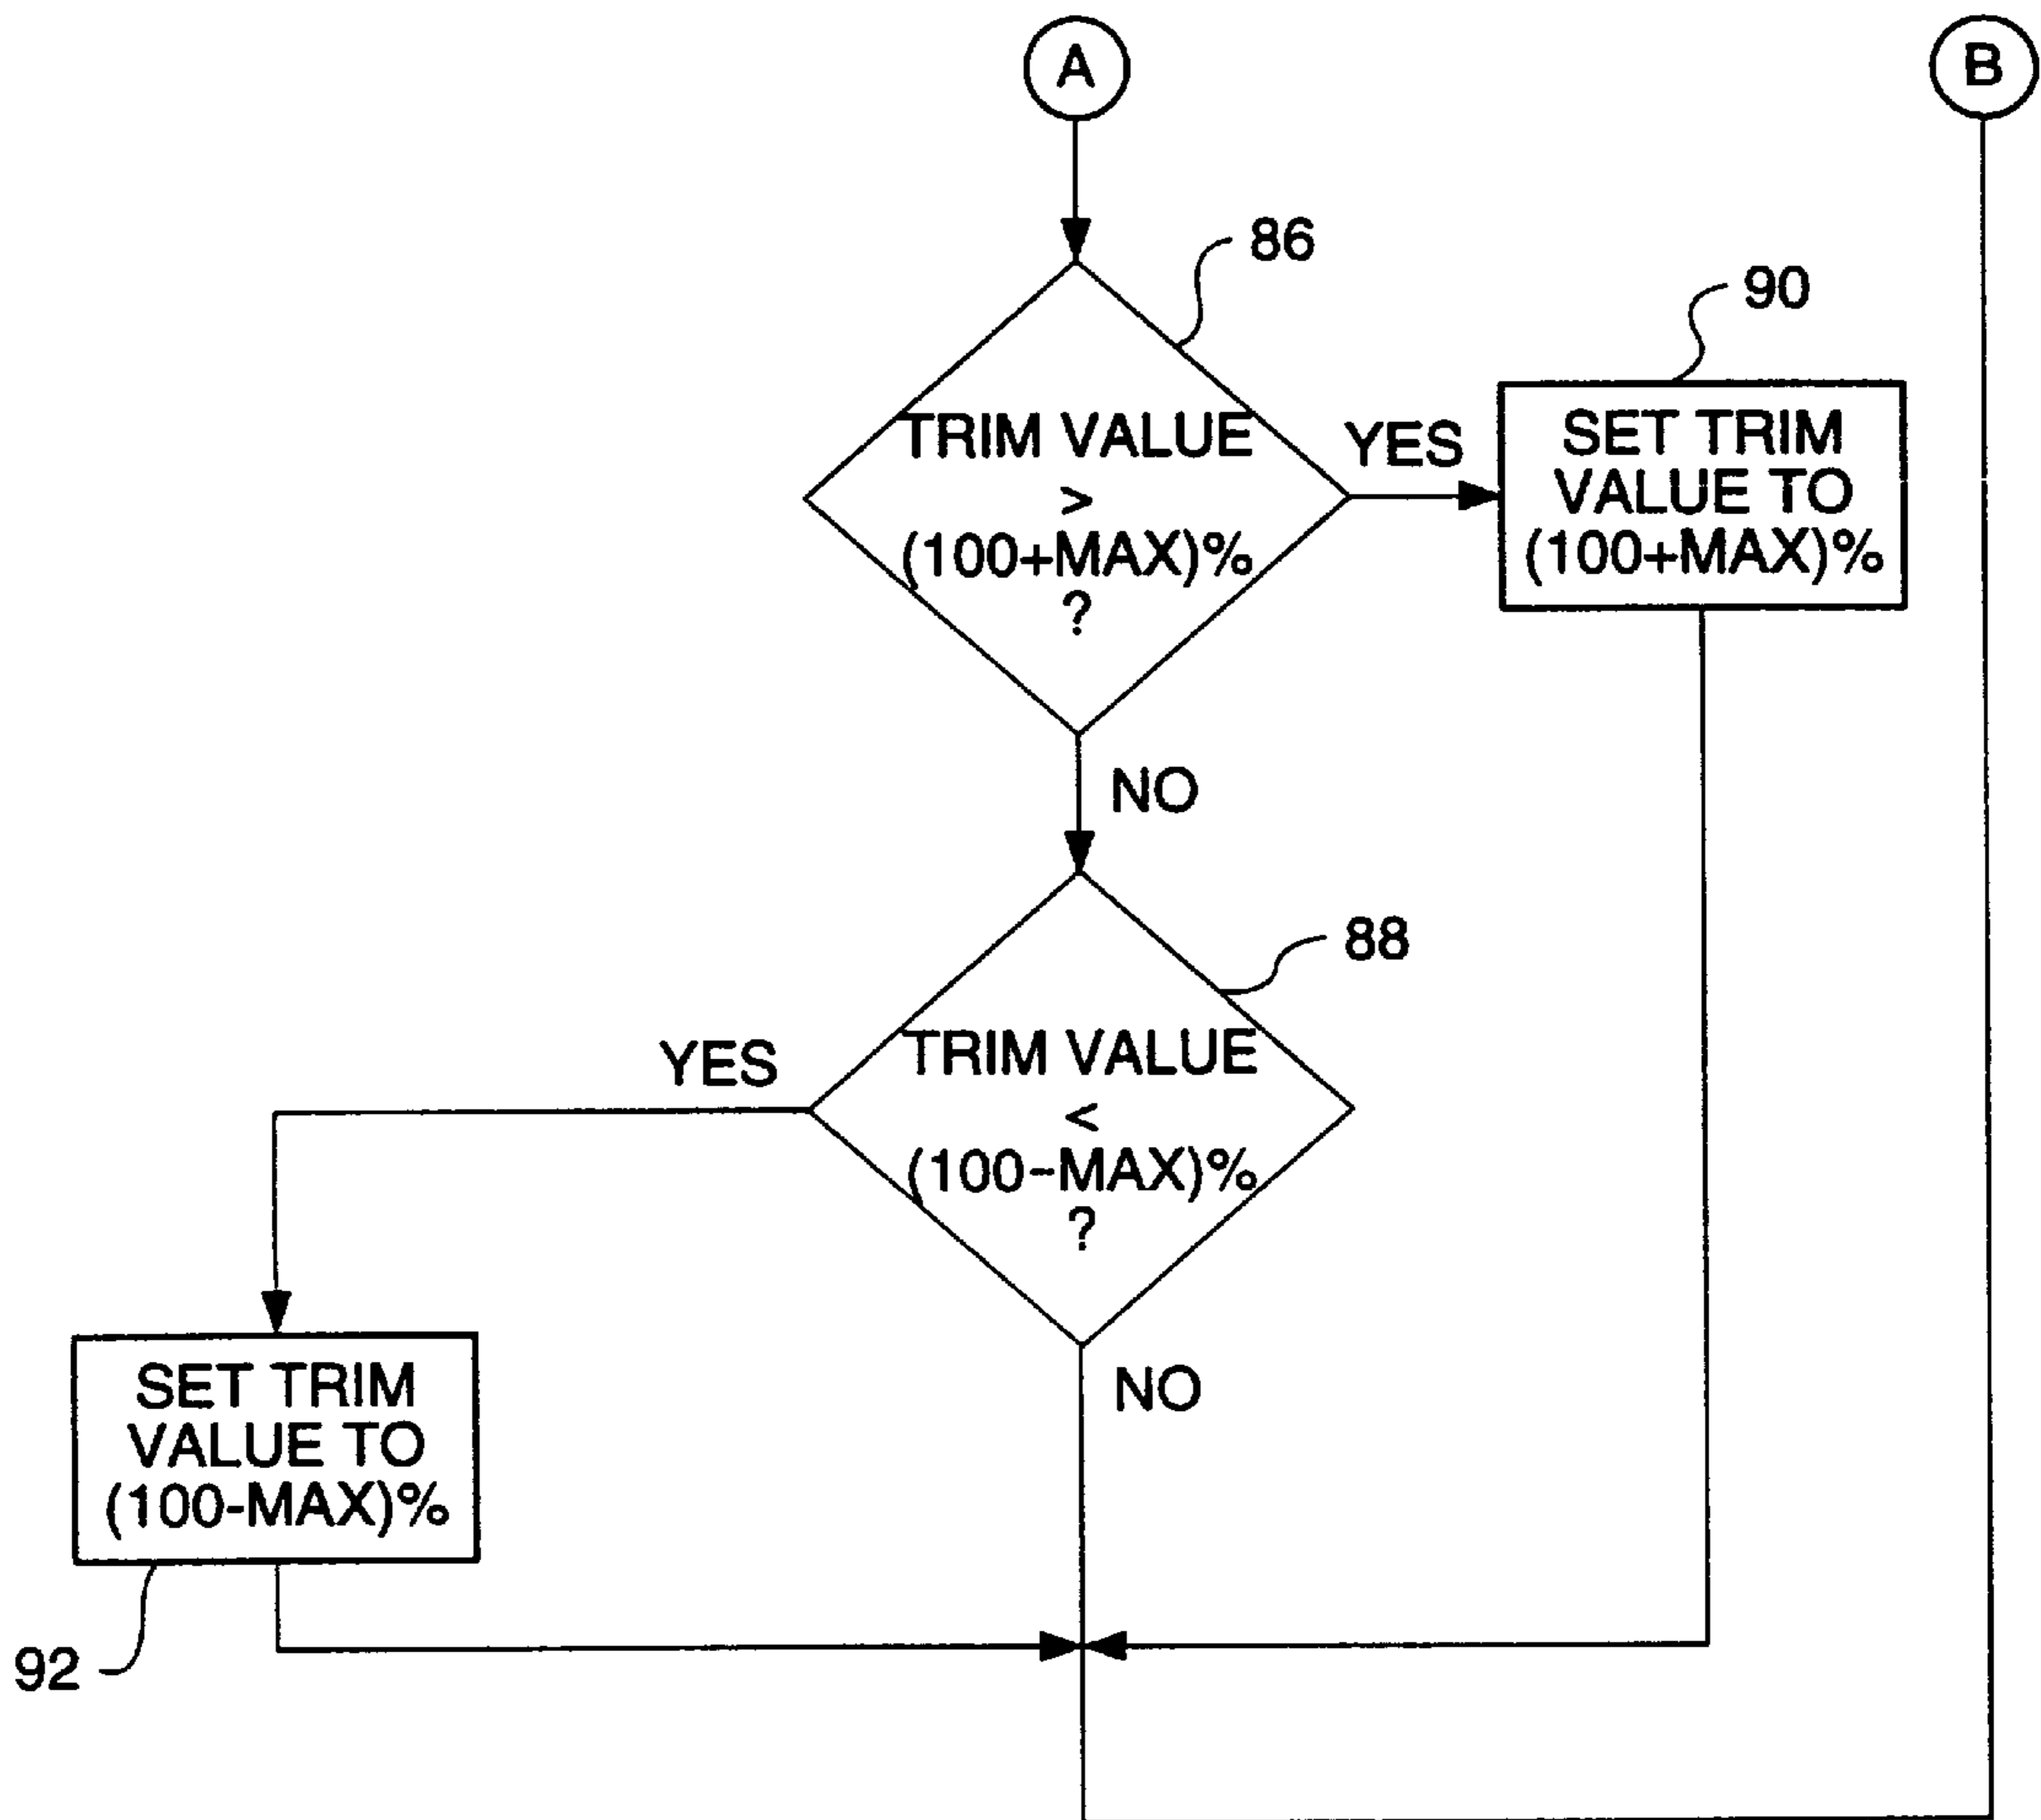 A
B
86
90
TRIM VALUE
>
(100+MAX)%
?
YES
SET TRIM
VALUE TO
(100+MAX)%
NO
88
YES
TRIM VALUE
<
(100-MAX)%
?
NO
SET TRIM
VALUE TO
(100-MAX)%
92